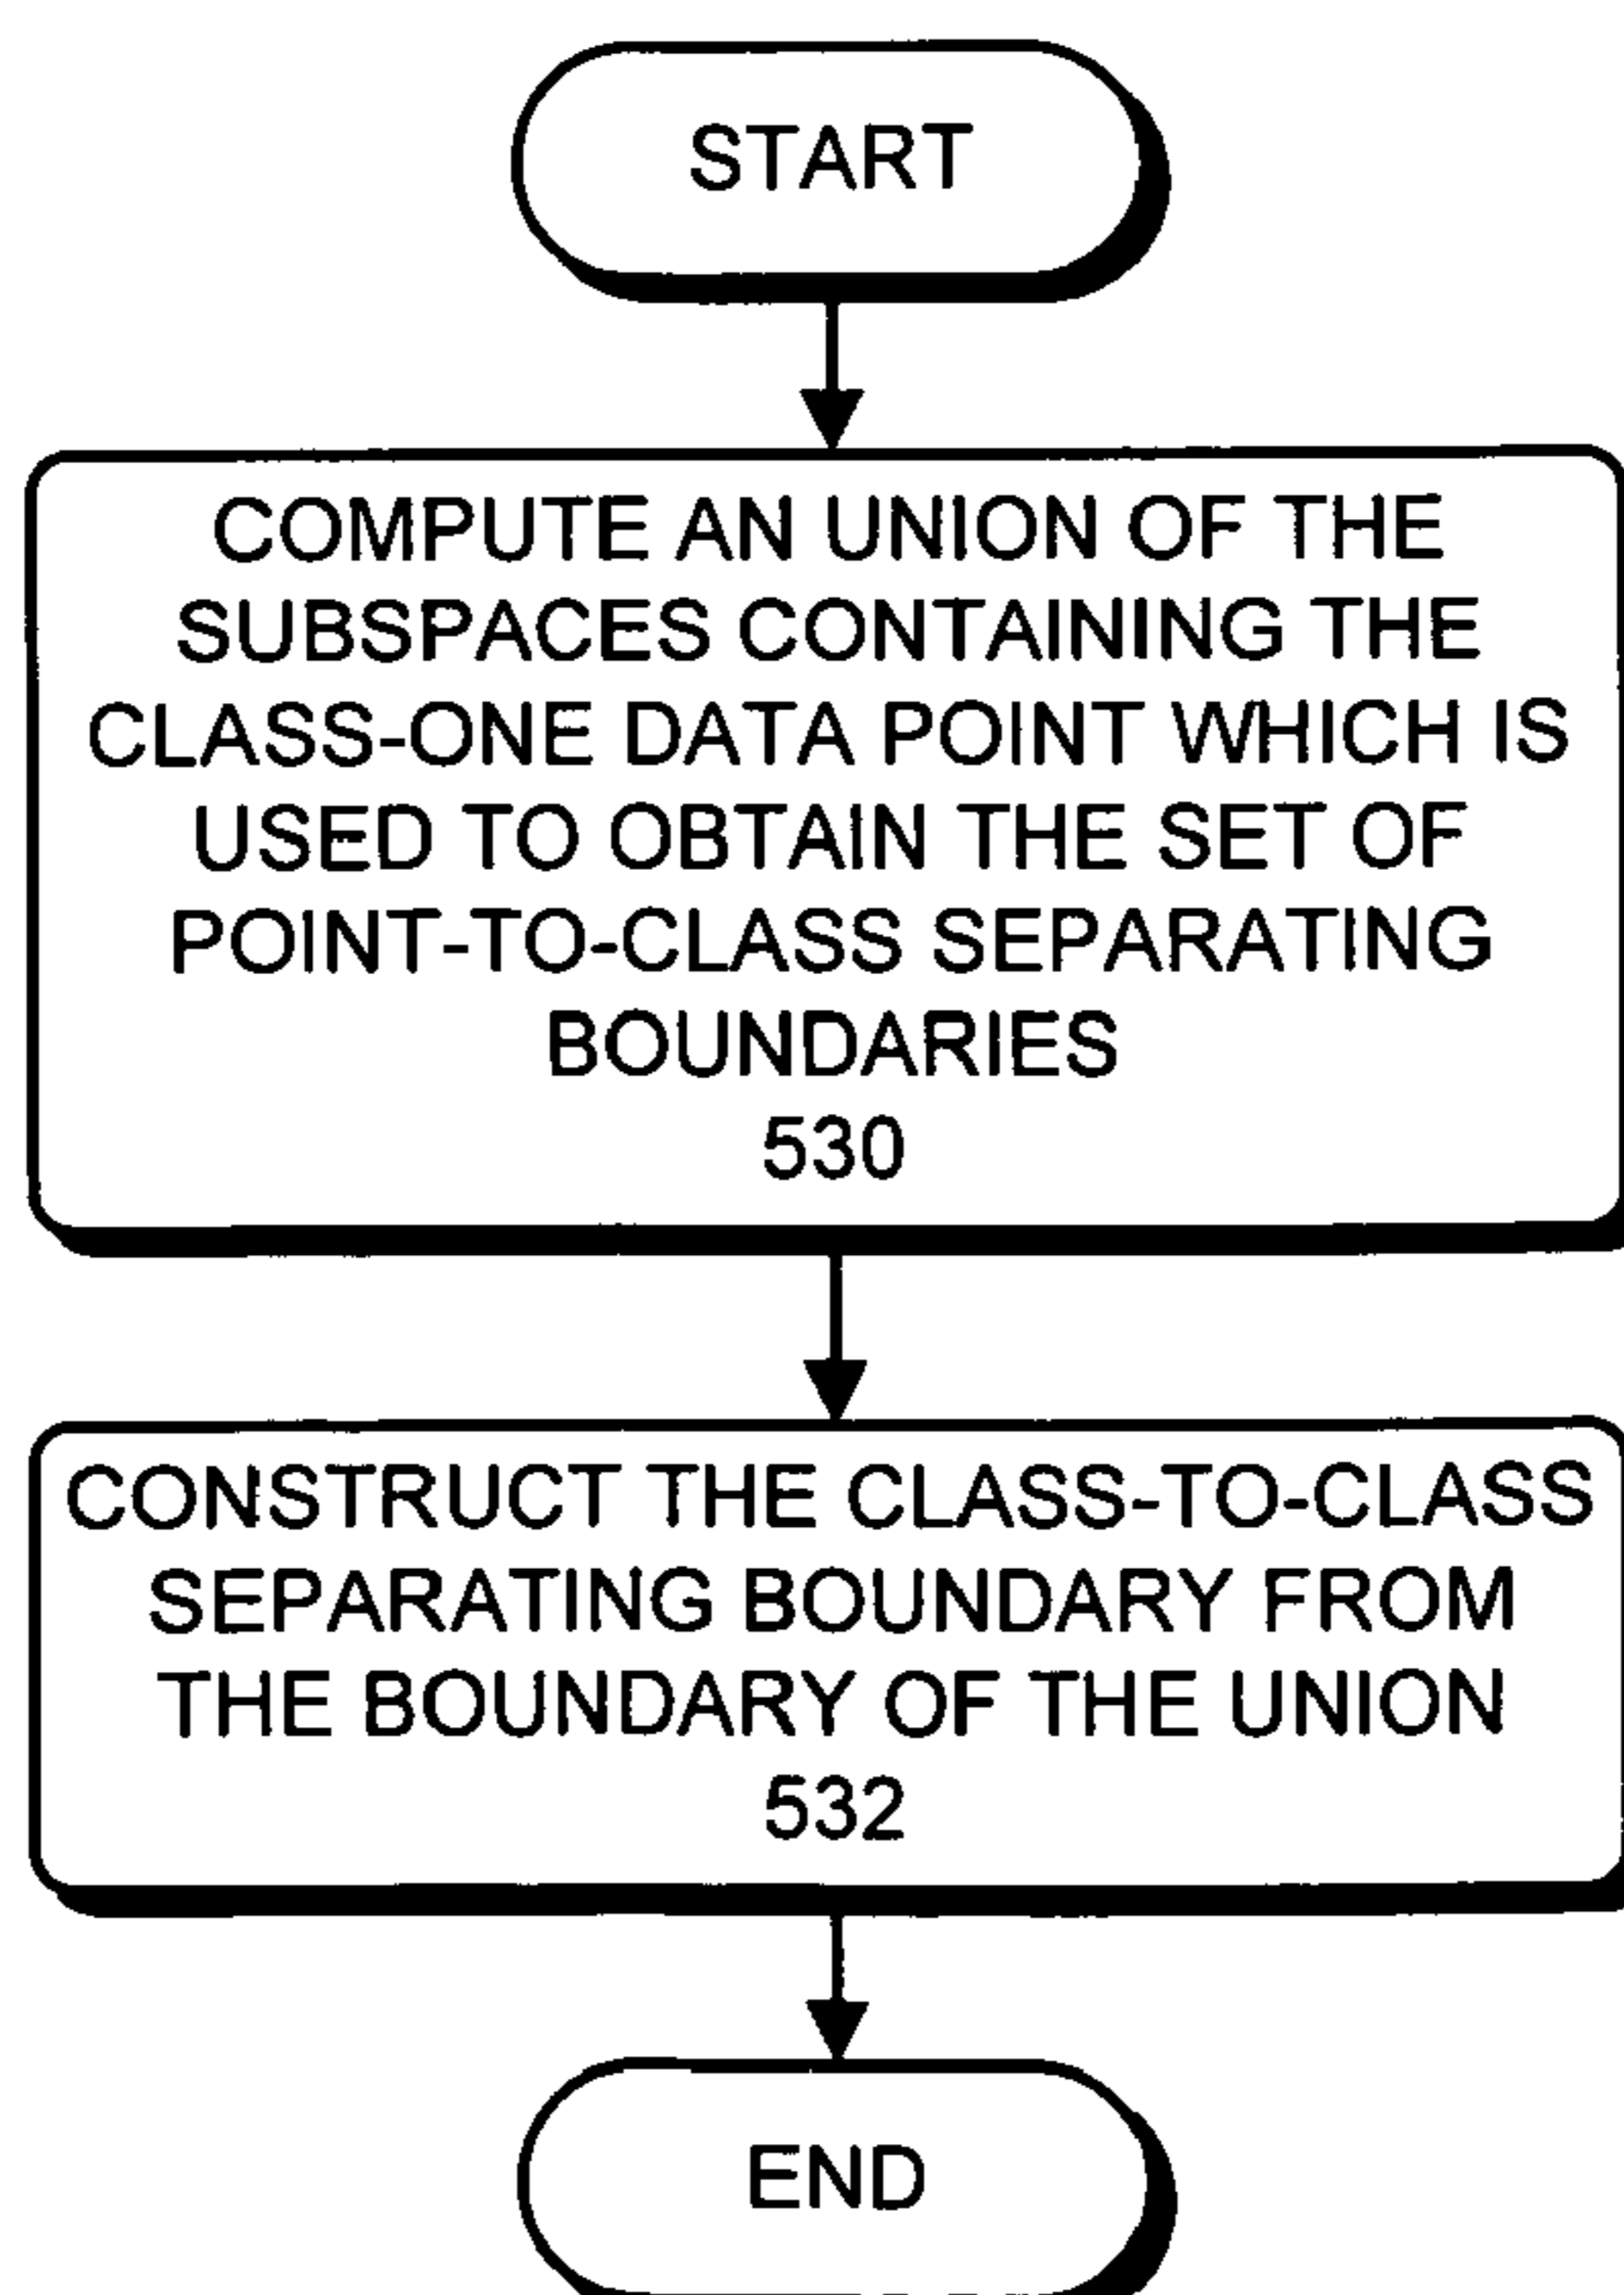 START
COMPUTE AN UNION OF THE
SUBSPACES CONTAINING THE
CLASS-ONE DATA POINT WHICH IS
USED TO OBTAIN THE SET OF
POINT-TO-CLASS SEPARATING
BOUNDARIES
530
CONSTRUCT THE CLASS-TO-CLASS
SEPARATING BOUNDARY FROM
THE BOUNDARY OF THE UNION
532
END